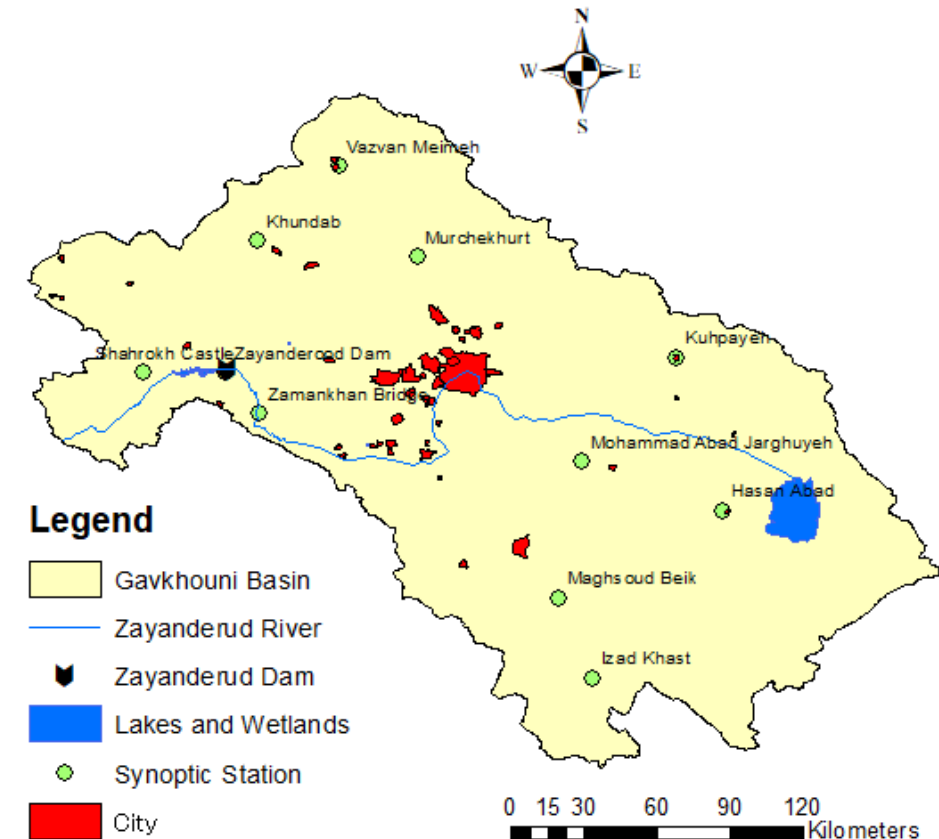 N
W E
S
Vazvan Meimeh
Khundab
Murchekhurt
Kuhpayeh
Shahrokh Castle
Zayanderood Dam
Zamankhan Bridge
Mohammad Abad Jarghuyeh
Hasan Abad
Maghsoud Beik
Izad Khast
Legend
Gavkhouni Basin
Zayanderud River
Zayanderud Dam
Lakes and Wetlands
Synoptic Station
City
0 15 30 60 90 120
Kilometers